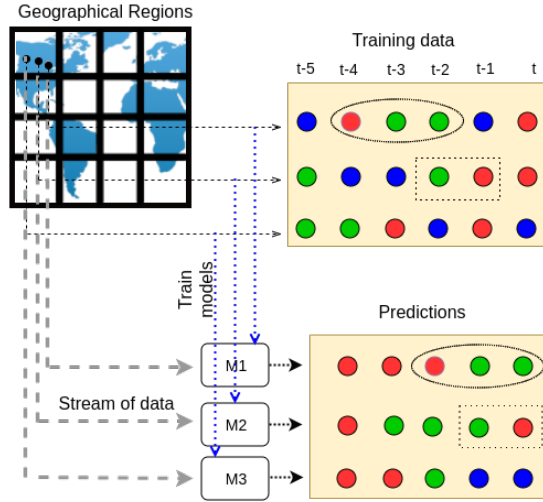 Geographical Regions
Training data
t-5 t-4 t-3 t-2 t-1 t
Train
models
Predictions
M1
Stream of data
M2
M3